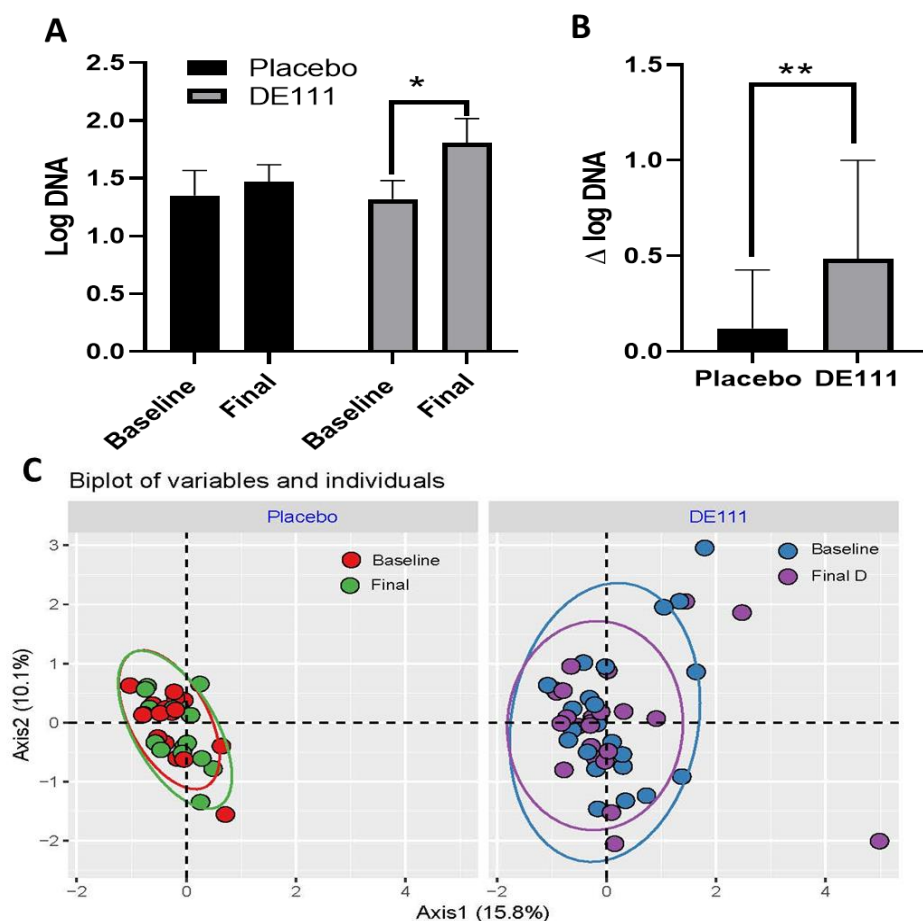 A
2.5
2.0
1.5
1.0
0.5
0.0
Log DNA
Placebo
DE111
*
Baseline
Final
Baseline
Final
B
1.5
1.0
0.5
0.0
Δ log DNA
**
Placebo DE111
C
Biplot of variables and individuals
Placebo
DE111
Baseline
Final
Baseline
Final D
3
2
1
0
−1
−2
Axis2 (10.1%)
−2 0 2 4 −2 0 2 4
Axis1 (15.8%)